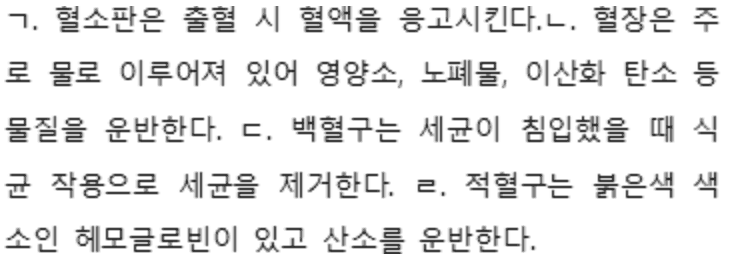 ㄱ. 혈소판은 출혈 시 혈액을 응고시킨다.ㄴ. 혈장은 주
로 물로 이루어져 있어 영양소, 노폐물, 이산화 탄소 등
물질을 운반한다. ㄷ. 백혈구는 세균이 침입했을 때 식
균 작용으로 세균을 제거한다. ㄹ. 적혈구는 붉은색 색
소인 헤모글로빈이 있고 산소를 운반한다.